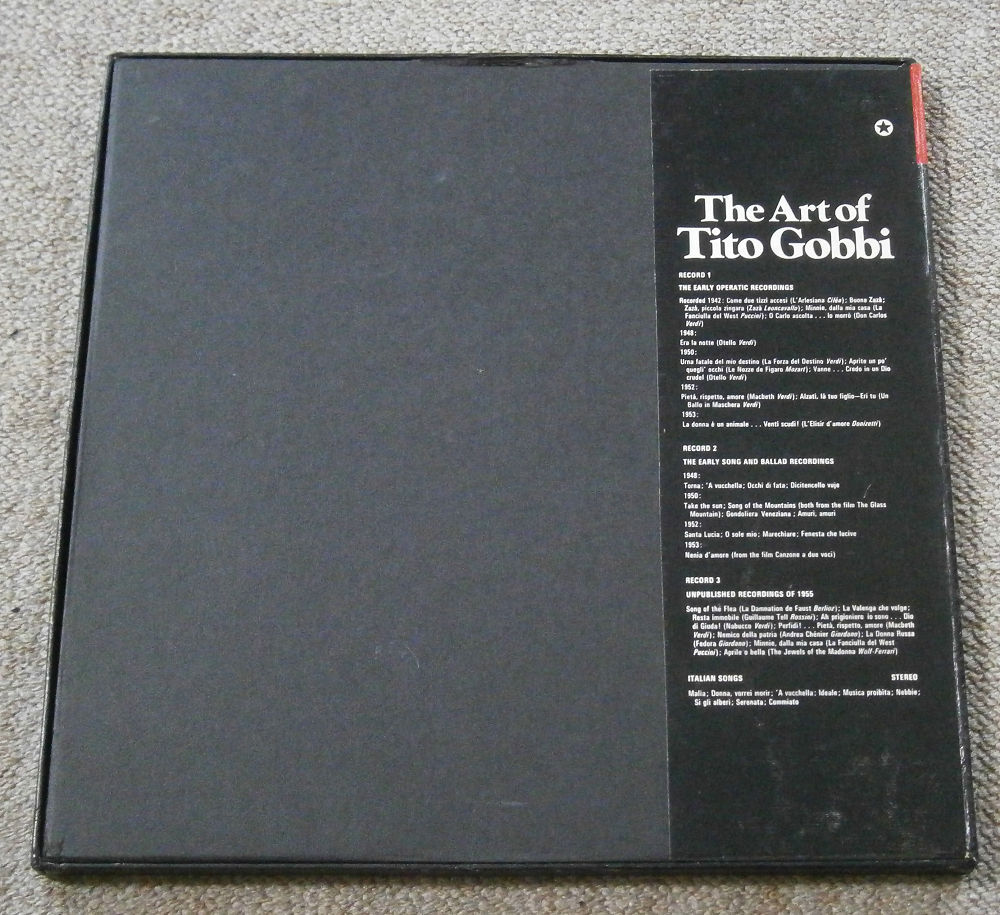 The Art of
Tito Gobbi
RECORD 1
THE EARLY OPERATIC RECORDINGS
Recorded 1942: Come due tizzi accesi (L'Arlesiana Ciléa); Buona Zazà;
Zazà, piccola zingara (Zazà Leoncavallo); Minnie, dalla mia casa (La
Fanciulla del West Puccini); O Carlo ascolta . . . Io morrò (Don Carlos
Verdi)
1948:
Era la notte (Otello Verdi)
1950:
Urna fatale del mio destino (La Forza del Destino Verdi); Aprite un po'
quegli' occhi (Le Nozze de Figaro Mozart); Vanne . . . Credo in un Dio
crudel (Otello Verdi)
1952:
Pietà, rispetto, amore (Macbeth Verdi); Alzati, là tuo figlio—Eri tu (Un
Ballo in Maschera Verdi)
1953:
La donna è un animale . . . Venti scudi! (L'Elisir d'amore Donizetti)
RECORD 2
THE EARLY SONG AND BALLAD RECORDINGS
1948:
Torna; 'A vucchella; Occhi di fata; Dicitencello vuje
1950:
Take the sun; Song of the Mountains (both from the film The Glass
Mountain); Gondoliera Veneziana ; Amuri, amuri
1952:
Santa Lucia; O sole mio; Marechiare; Fenesta che lucive
1953:
Nenia d'amore (from the film Canzone a due voci)
RECORD 3
UNPUBLISHED RECORDINGS OF 1955
Song of the Flea (La Damnation de Faust Berlioz); La Valenga che volge;
Resta immobile (Guillaume Tell Rossini); Ah prigioniero io sono . . . Dio
di Giuda! (Nabucco Verdi); Perfidi! . . . Pietà, rispetto, amore (Macbeth
Verdi); Nemico della patria (Andrea Chénier Giordano); La Donna Russa
(Fedora Giordano); Minnie, dalla mia casa (La Fanciulla del West
Puccini); Aprile o bella (The Jewels of the Madonna Wolf-Ferrari)
ITALIAN SONGS STEREO
Malia; Donna, vorrei morir; 'A vucchella; Ideale; Musica proibita; Nebbie;
Si gli alberi; Serenata; Commiato